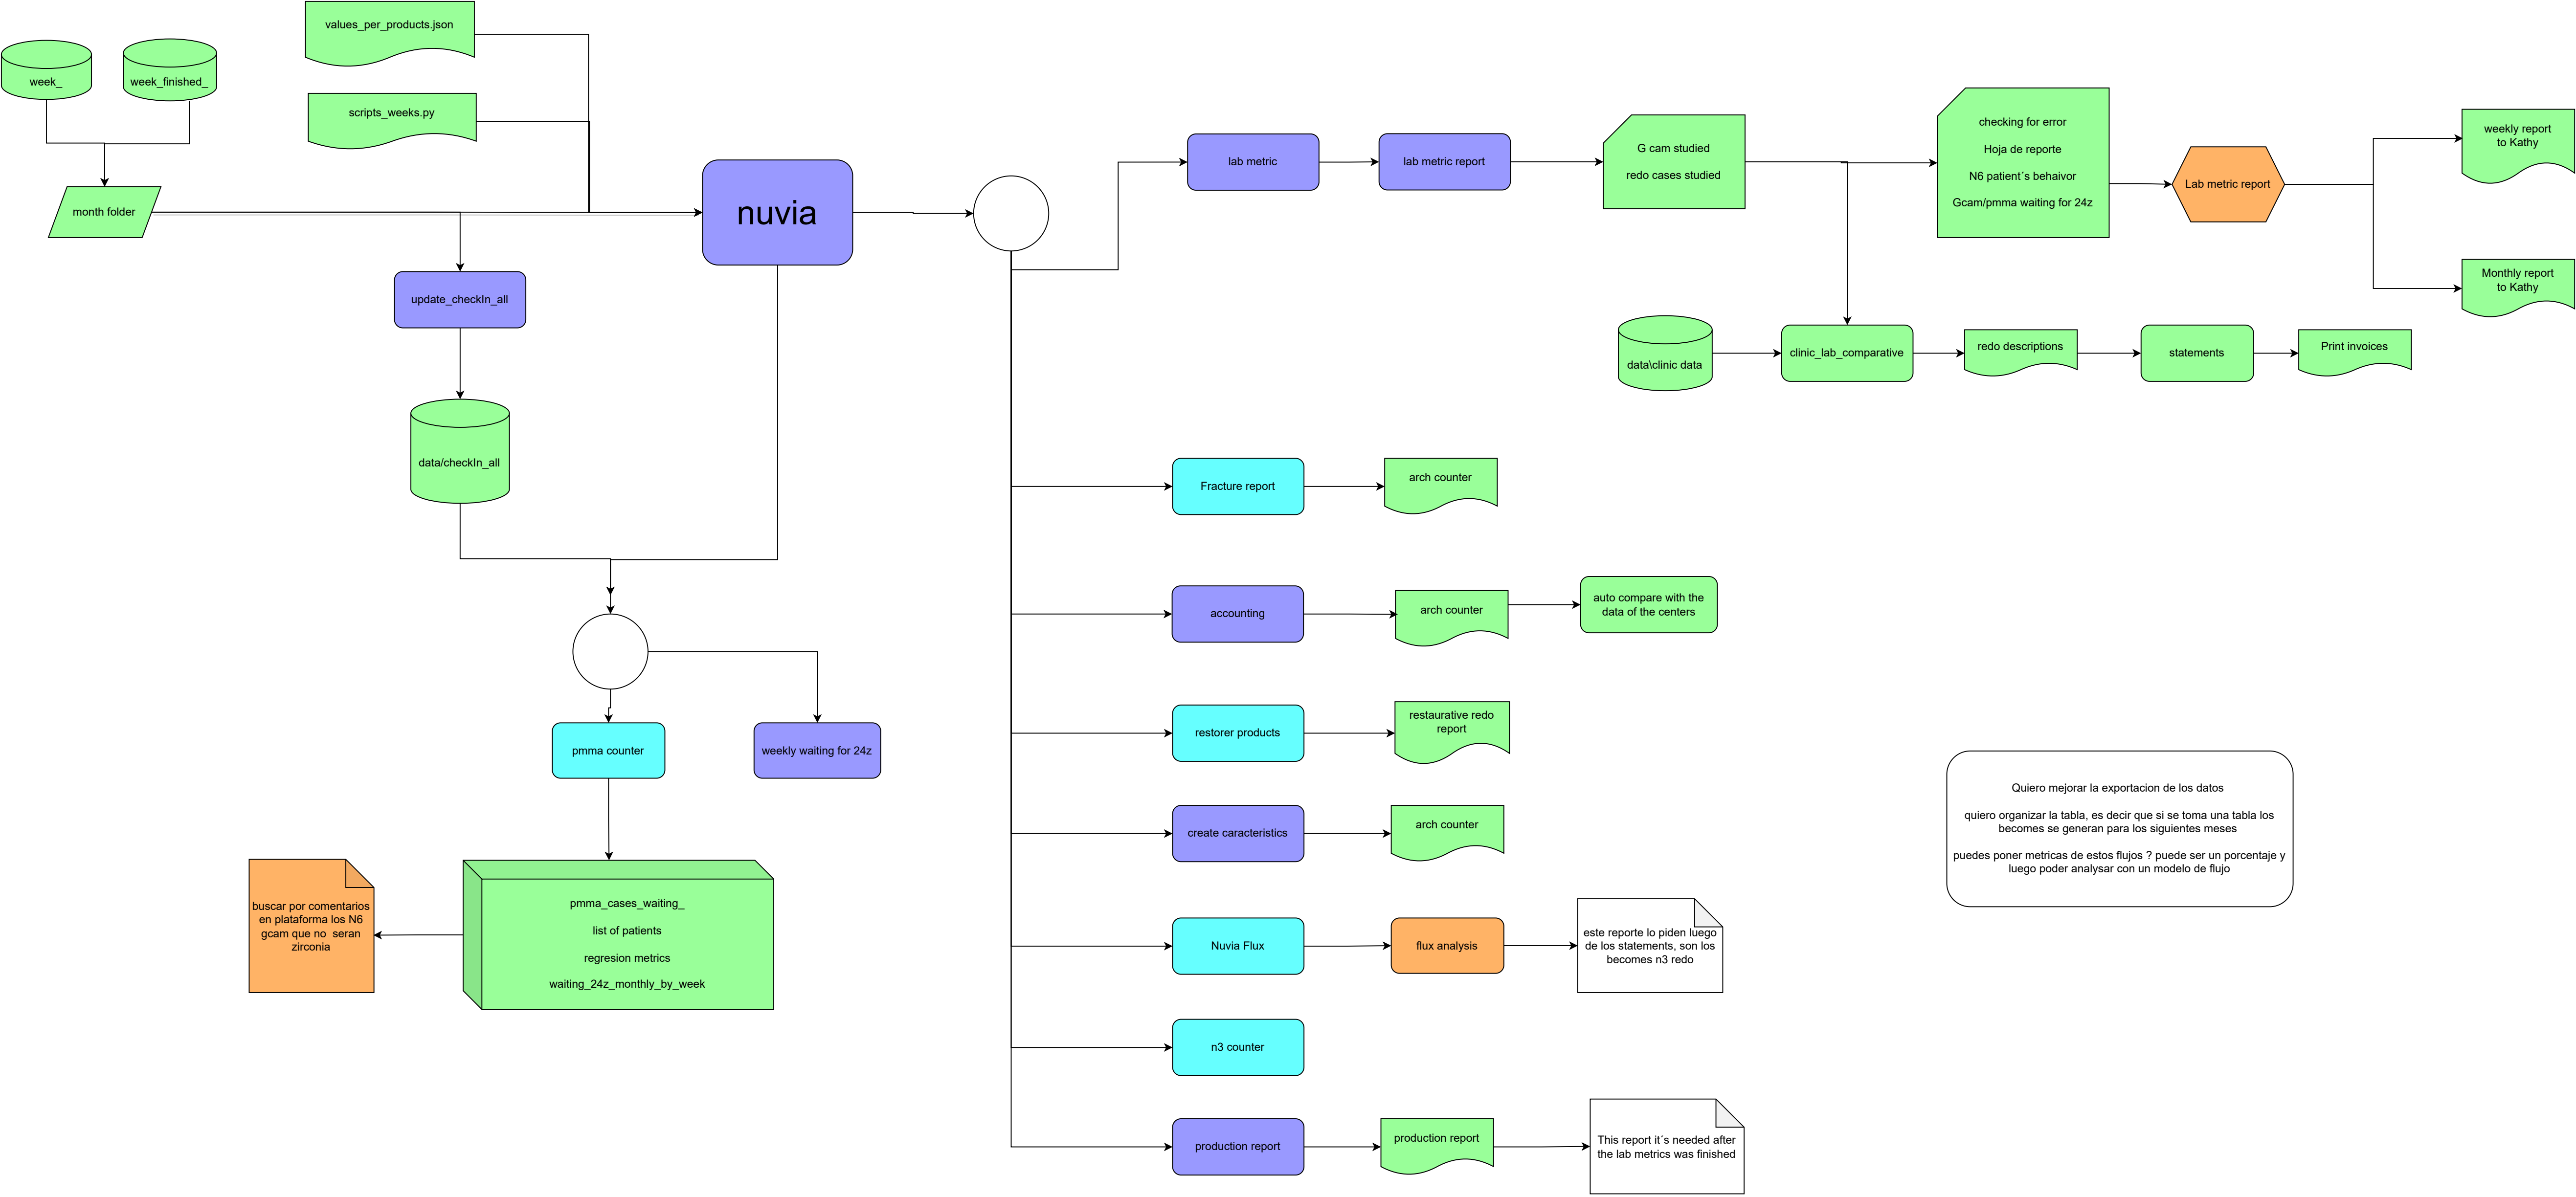 values_per_products.json
week_
week_finished_
scripts_weeks.py
month folder
nuvia
update_checkIn_all
data/checkIn_all
pmma counter
weekly waiting for 24z
buscar por comentarios
en plataforma los N6
gcam que no seran
zirconia
pmma_cases_waiting_
list of patients
regresion metrics
waiting_24z_monthly_by_week
lab metric
lab metric report
G cam studied
redo cases studied
checking for error
Hoja de reporte
N6 patient´s behaivor
Gcam/pmma waiting for 24z
Lab metric report
weekly report
to Kathy
Monthly report
to Kathy
data\clinic data
clinic_lab_comparative
redo descriptions
statements
Print invoices
Fracture report
arch counter
accounting
arch counter
auto compare with the
data of the centers
restorer products
restaurative redo
report
create caracteristics
arch counter
Nuvia Flux
flux analysis
este reporte lo piden luego
de los statements, son los
becomes n3 redo
n3 counter
production report
production report
This report it´s needed after
the lab metrics was finished
Quiero mejorar la exportacion de los datos
quiero organizar la tabla, es decir que si se toma una tabla los
becomes se generan para los siguientes meses
puedes poner metricas de estos flujos ? puede ser un porcentaje y
luego poder analysar con un modelo de flujo